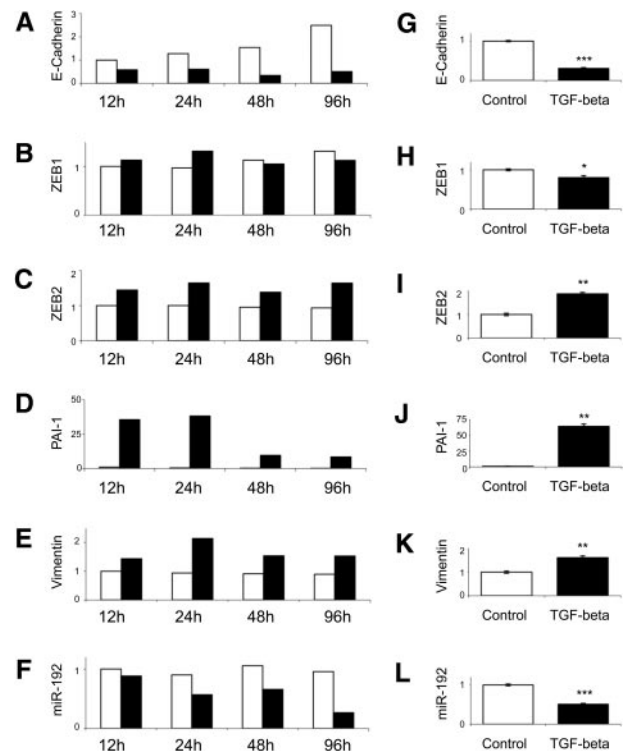 A
E-Cadherin
3
2
1
0
12h 24h 48h 96h
B
ZEB1
1
0
12h 24h 48h 96h
C
ZEB2
2
1
0
12h 24h 48h 96h
D
PAI-1
50
25
0
12h 24h 48h 96h
E
Vimentin
2
1
0
12h 24h 48h 96h
F
miR-192
1
0
12h 24h 48h 96h
G
E-Cadherin
1
0
***
Control TGF-beta
H
ZEB1
1
0
*
Control TGF-beta
I
ZEB2
2
1
0
**
Control TGF-beta
J
PAI-1
75
50
25
0
**
Control TGF-beta
K
Vimentin
2
1
0
**
Control TGF-beta
L
miR-192
1
0
***
Control TGF-beta